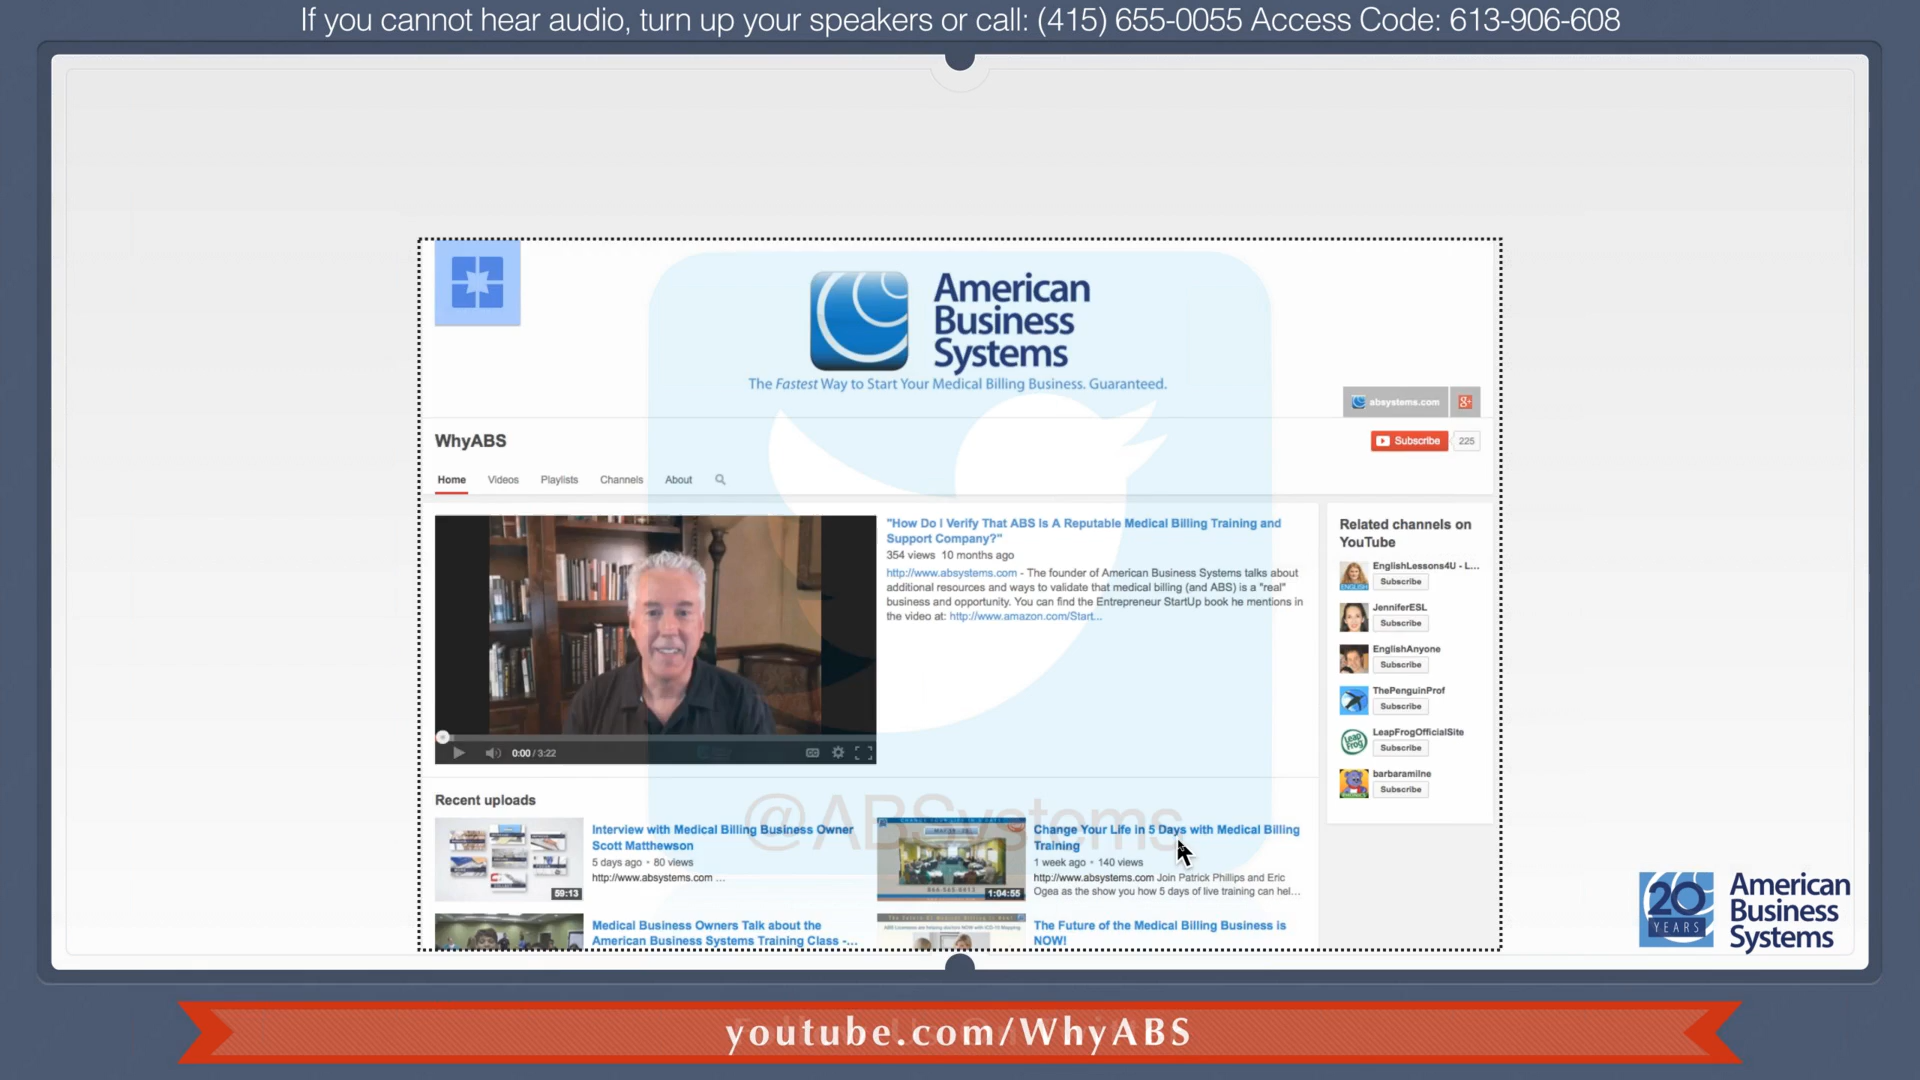 If you cannot hear audio, turn up your speakers or call: (415) 655-0055 Access Code: 613-906-608
American
Business
Systems
The Fastest Way to Start Your Medical Billing Business. Guaranteed.
absystems.com
WhyABS
Subscribe 225
Home Videos Playlists Channels About
"How Do I Verify That ABS Is A Reputable Medical Billing Training and
Support Company?"
354 views 10 months ago
http://www.absystems.com - The founder of American Business Systems talks about
additional resources and ways to validate that medical billing (and ABS) is a "real"
business and opportunity. You can find the Entrepreneur StartUp book he mentions in
the video at: http://www.amazon.com/Start...
0:00 / 3:22
Related channels on
YouTube
EnglishLessons4U - L...
Subscribe
JenniferESL
Subscribe
EnglishAnyone
Subscribe
ThePenguinProf
Subscribe
LeapFrogOfficialSite
Subscribe
barbaramilne
Subscribe
@ABSystems
Recent uploads
Interview with Medical Billing Business Owner
Scott Matthewson
5 days ago • 80 views
http://www.absystems.com ...
59:13
Change Your Life in 5 Days with Medical Billing
Training
1 week ago • 140 views
http://www.absystems.com Join Patrick Phillips and Eric
Ogea as the show you how 5 days of live training can hel...
1:04:55
Medical Business Owners Talk about the
American Business Systems Training Class -...
The Future of the Medical Billing Business is
NOW!
20
YEARS
American
Business
Systems
youtube.com/WhyABS